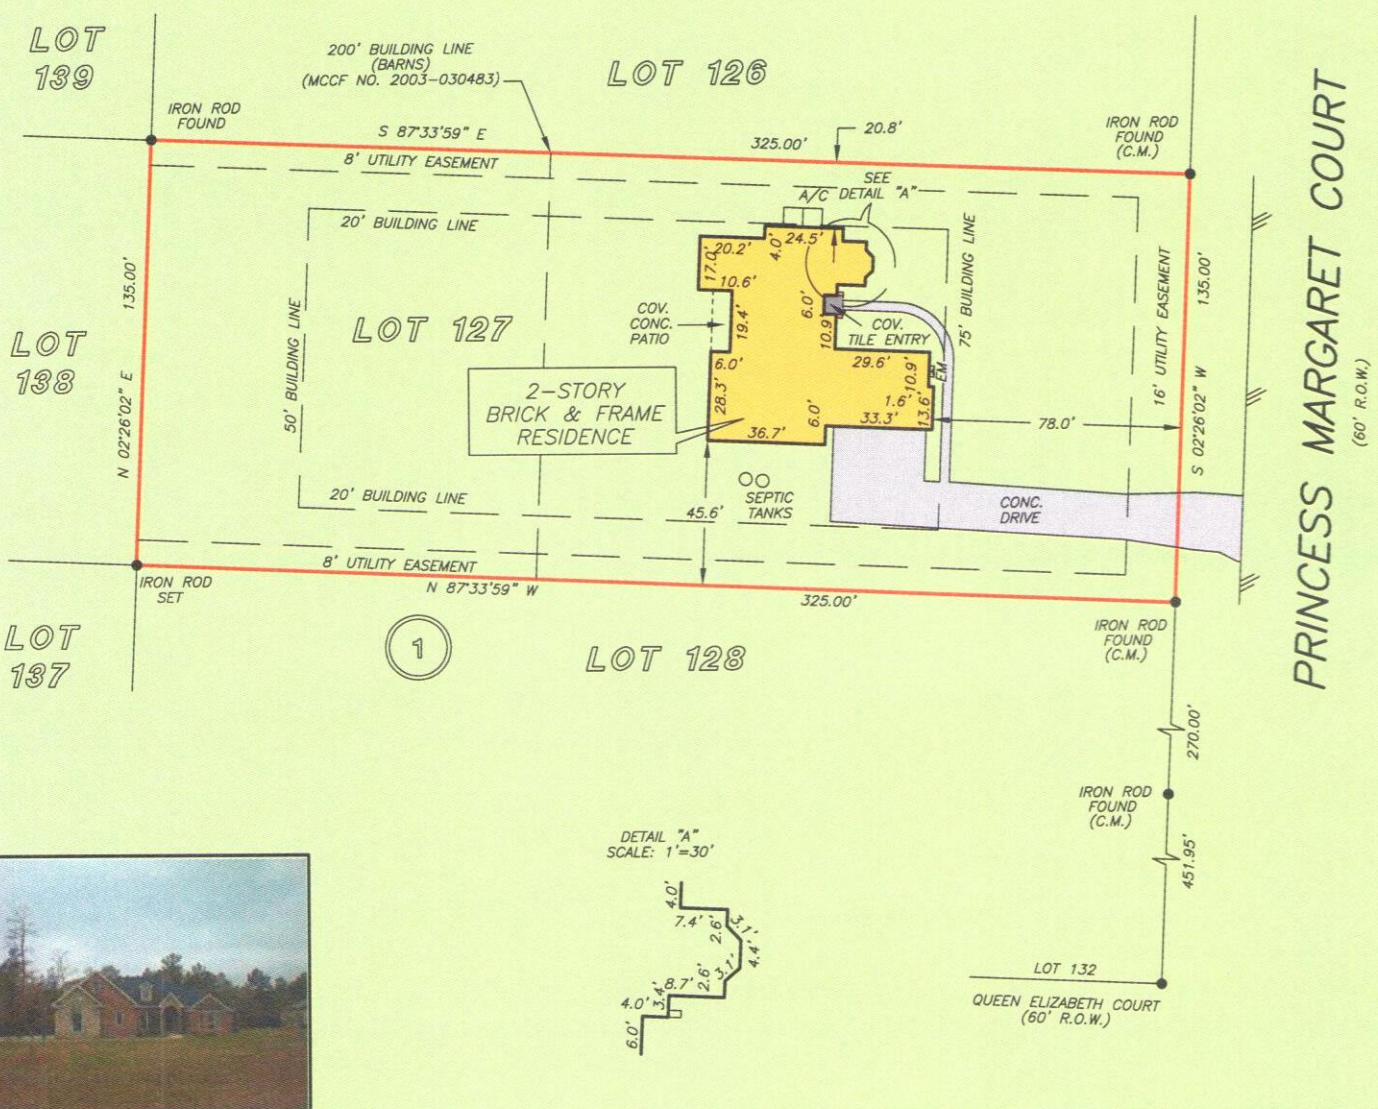 LOT
139
200' BUILDING LINE
(BARNS)
(MCCF NO. 2003-030483)
LOT 126
IRON ROD
FOUND
S 87°33'59" E
325.00'
20.8'
IRON ROD
FOUND
(C.M.)
8' UTILITY EASEMENT
SEE
DETAIL "A"
A/C
20' BUILDING LINE
75' BUILDING LINE
16' UTILITY EASEMENT
135.00'
S 02°26'02" W
PRINCESS MARGARET COURT
(60' R.O.W.)
135.00'
N 02°26'02" E
50' BUILDING LINE
LOT
138
LOT 127
20.2'
4.0'
24.5'
17.0'
10.6'
COV.
CONC.
PATIO
19.4'
6.0'
10.9'
COV.
TILE ENTRY
6.0'
28.3'
29.6'
10.9'
EM
1.6'
13.6'
33.3'
6.0'
36.7'
78.0'
2-STORY
BRICK & FRAME
RESIDENCE
20' BUILDING LINE
SEPTIC
TANKS
45.6'
CONC.
DRIVE
8' UTILITY EASEMENT
IRON ROD
SET
N 87°33'59" W
325.00'
IRON ROD
FOUND
(C.M.)
LOT
137
1
LOT 128
270.00'
IRON ROD
FOUND
(C.M.)
451.95'
DETAIL "A"
SCALE: 1'=30'
4.0'
7.4'
2.6'
3.1'
4.4'
3.1'
2.6'
8.7'
3.4'
4.0'
6.0'
LOT 132
QUEEN ELIZABETH COURT
(60' R.O.W.)